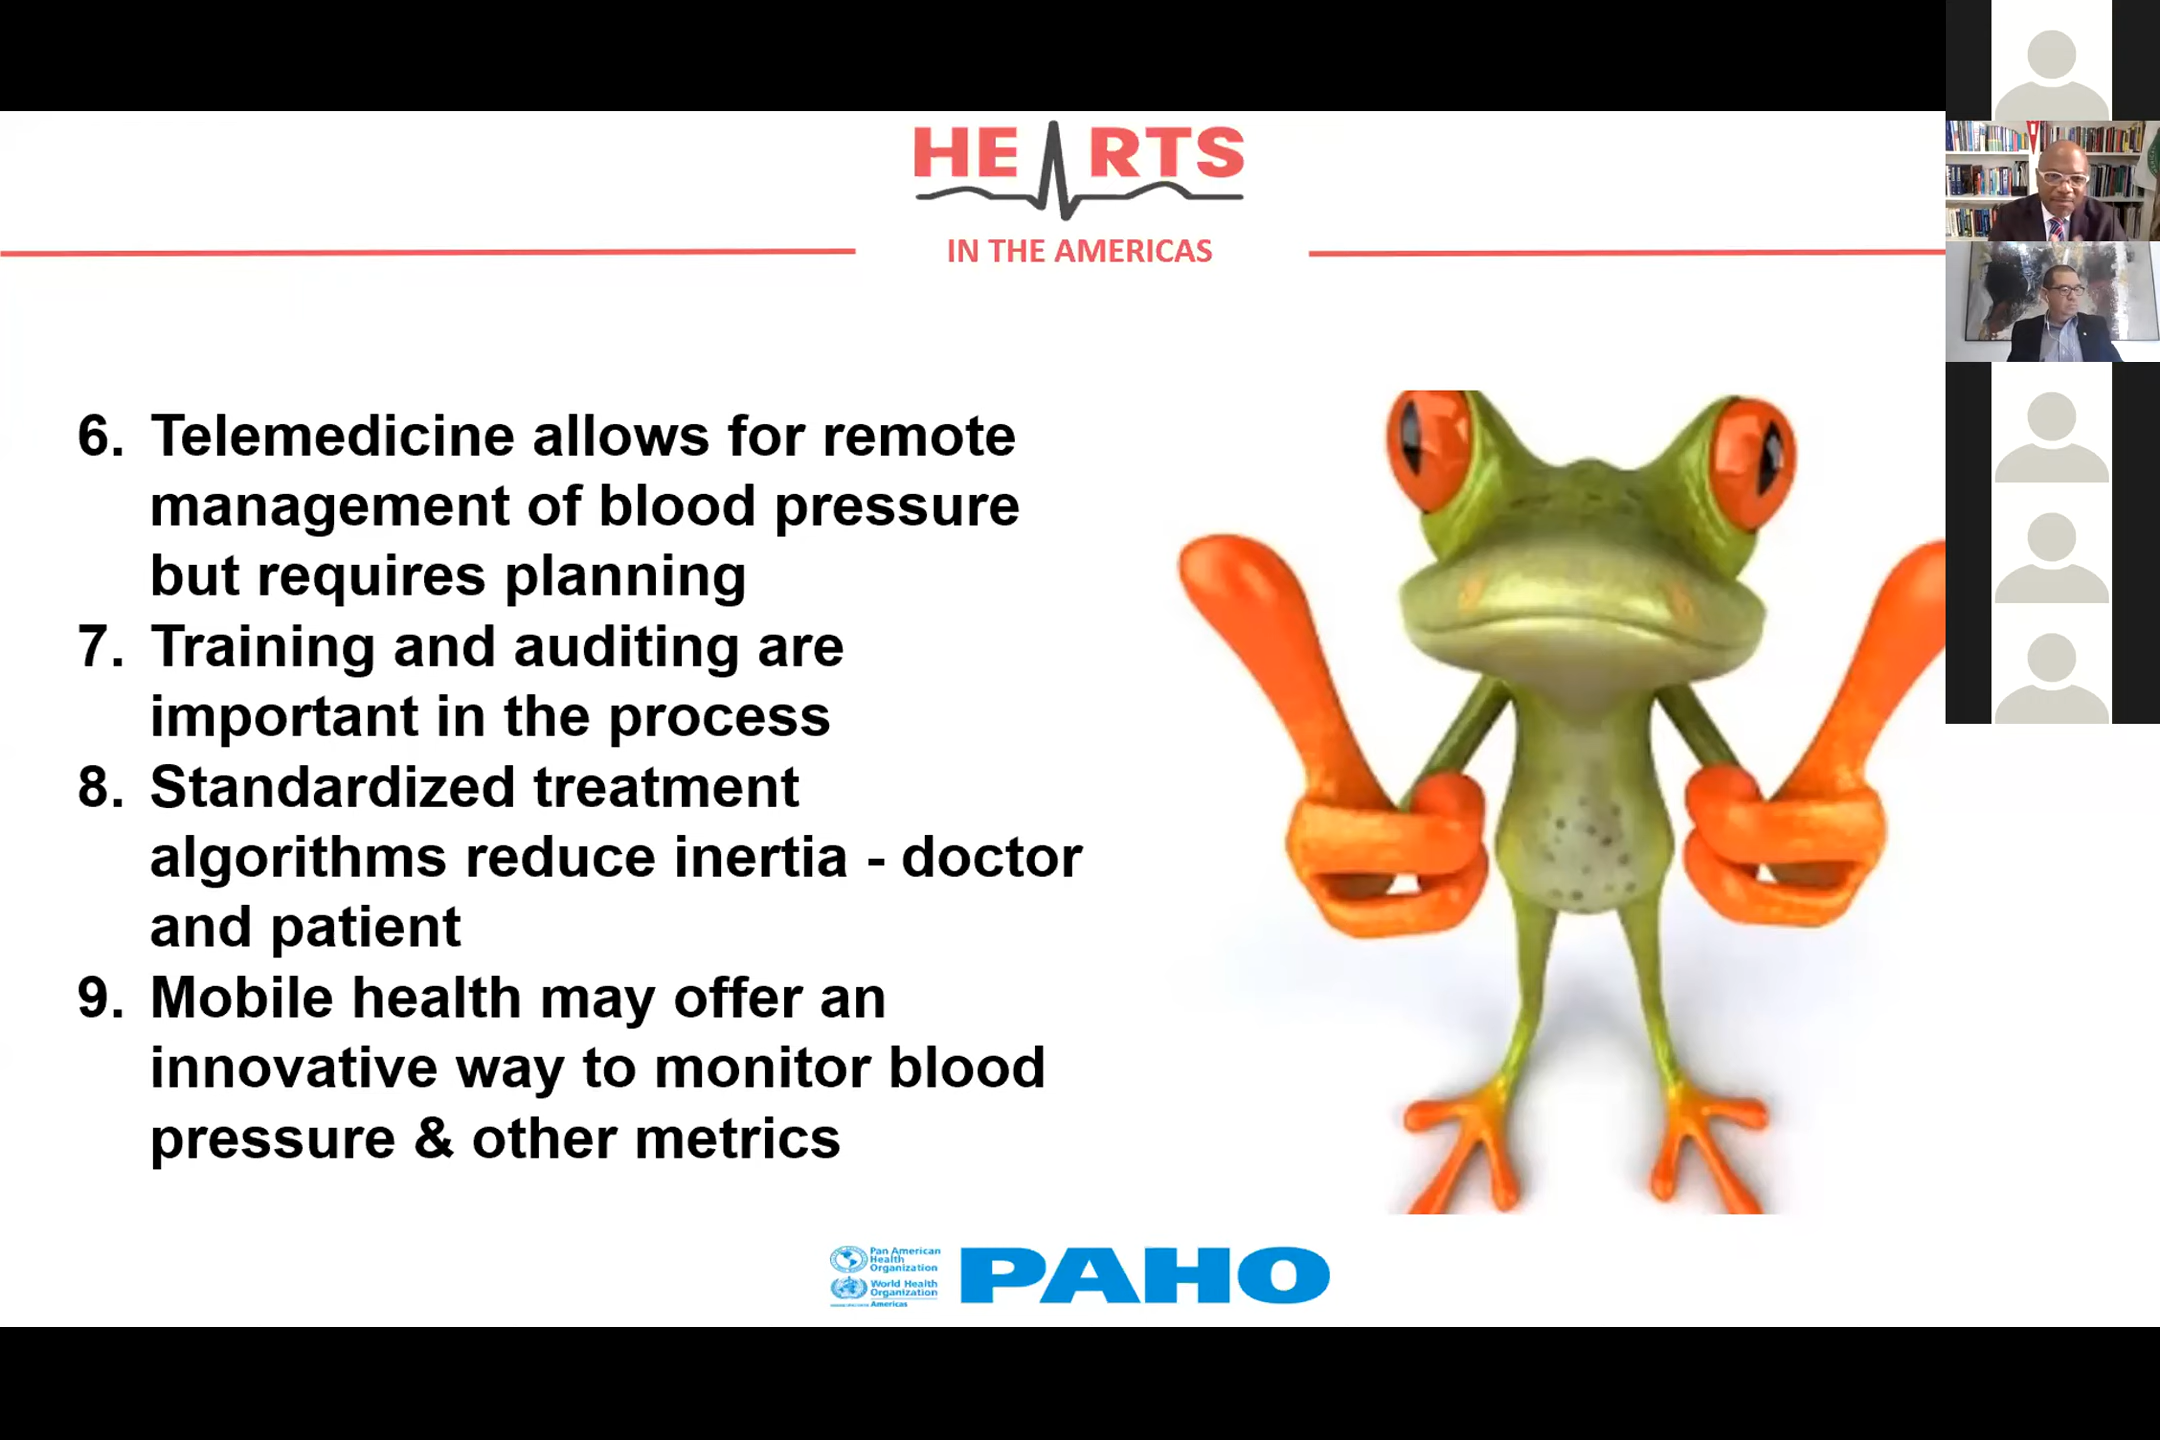 HEARTS
IN THE AMERICAS
6. Telemedicine allows for remote
management of blood pressure
but requires planning
7. Training and auditing are
important in the process
8. Standardized treatment
algorithms reduce inertia - doctor
and patient
9. Mobile health may offer an
innovative way to monitor blood
pressure & other metrics
Pan American
Health
Organization
World Health
Organization
Americas
PAHO